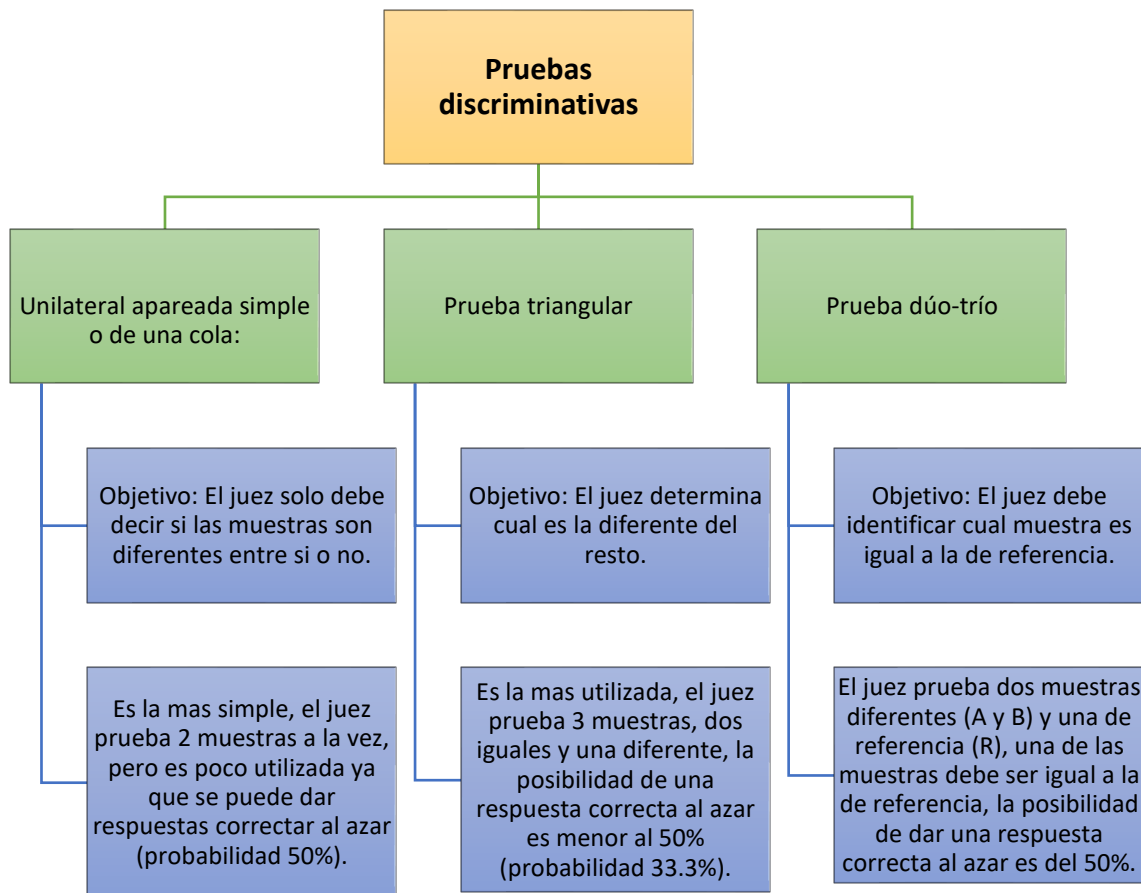 Pruebas
discriminativas
Unilateral apareada simple
o de una cola:
Objetivo: El juez solo debe
decir si las muestras son
diferentes entre si o no.
Es la mas simple, el juez
prueba 2 muestras a la vez,
pero es poco utilizada ya
que se puede dar
respuestas correctar al azar
(probabilidad 50%).
Prueba triangular
Objetivo: El juez determina
cual es la diferente del
resto.
Es la mas utilizada, el juez
prueba 3 muestras, dos
iguales y una diferente, la
posibilidad de una
respuesta correcta al azar
es menor al 50%
(probabilidad 33.3%).
Prueba dúo-trío
Objetivo: El juez debe
identificar cual muestra es
igual a la de referencia.
El juez prueba dos muestras
diferentes (A y B) y una de
referencia (R), una de las
muestras debe ser igual a la
de referencia, la posibilidad
de dar una respuesta
correcta al azar es del 50%.